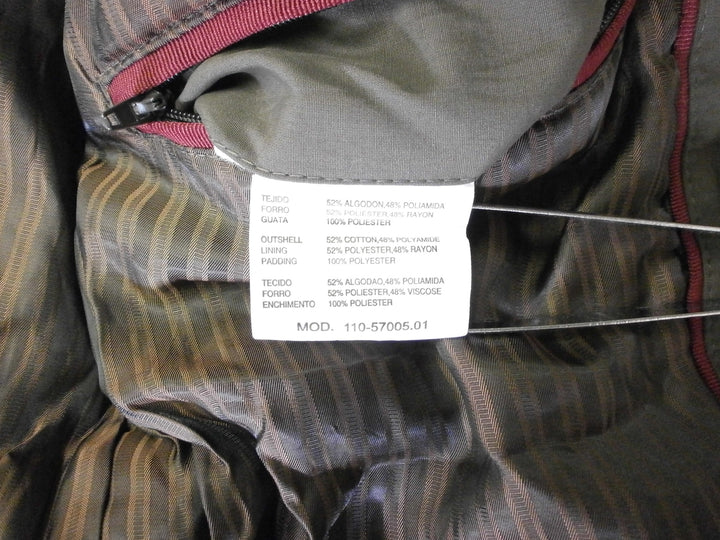 TEJIDO 52% ALGODON,48% POLIAMIDA
FORRO 52% POLIESTER,48% RAYON
GUATA 100% POLIESTER
OUTSHELL 52% COTTON,48% POLYAMIDE
LINING 52% POLYESTER,48% RAYON
PADDING 100% POLYESTER
TECIDO 52% ALGODAO,48% POLIAMIDA
FORRO 52% POLIESTER,48% VISCOSE
ENCHIMENTO 100% POLIESTER
MOD. 110-57005.01